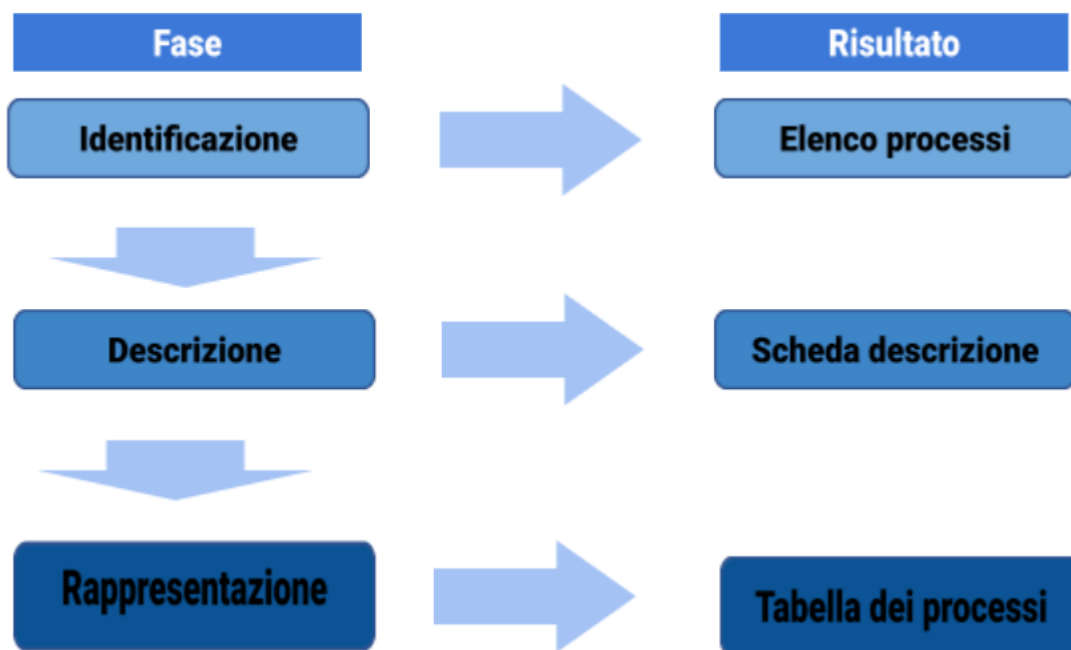 Fase
Risultato
Identificazione
Elenco processi
Descrizione
Scheda descrizione
Rappresentazione
Tabella dei processi